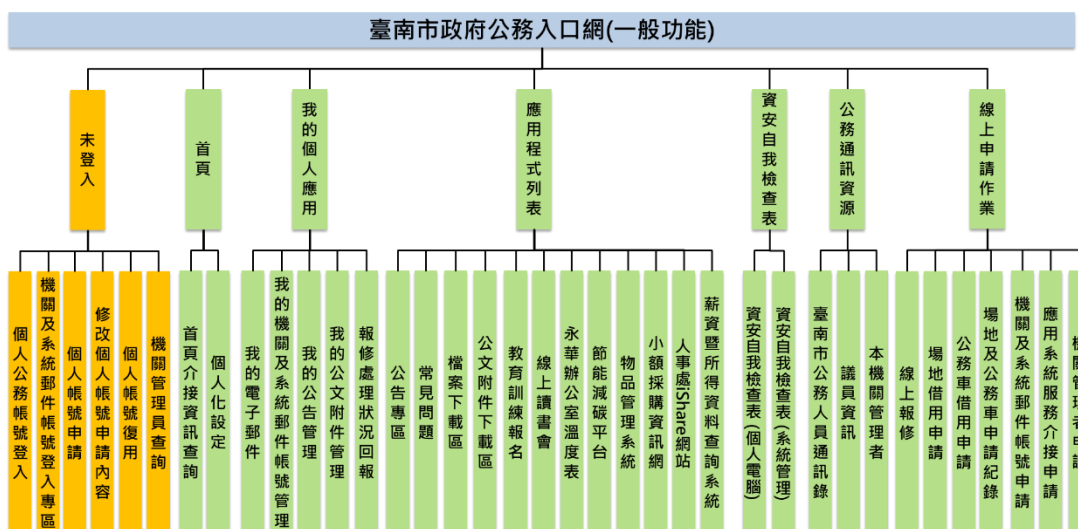 臺南市政府公務入口網(一般功能)
未登入
首頁
我的個人應用
應用程式列表
資安自我檢查表
公務通訊資源
線上申請作業
個人公務帳號登入
機關及系統郵件帳號登入專區
個人帳號申請
修改個人帳號申請內容
個人帳號復用
機關管理員查詢
首頁介接資訊查詢
個人化設定
我的電子郵件
我的機關及系統郵件帳號管理
我的公告管理
我的公文附件管理
報修處理狀況回報
公告專區
常見問題
檔案下載區
公文附件下載區
教育訓練報名
線上讀書會
永華辦公室溫度表
節能減碳平台
物品管理系統
小額採購資訊網
人事處iShare網站
薪資暨所得資料查詢系統
資安自我檢查表(個人電腦)
資安自我檢查表(系統管理)
臺南市公務人員通訊錄
議員資訊
本機關管理者
線上報修
場地借用申請
公務車借用申請
場地及公務車申請紀錄
機關及系統郵件帳號申請
應用系統服務介接申請